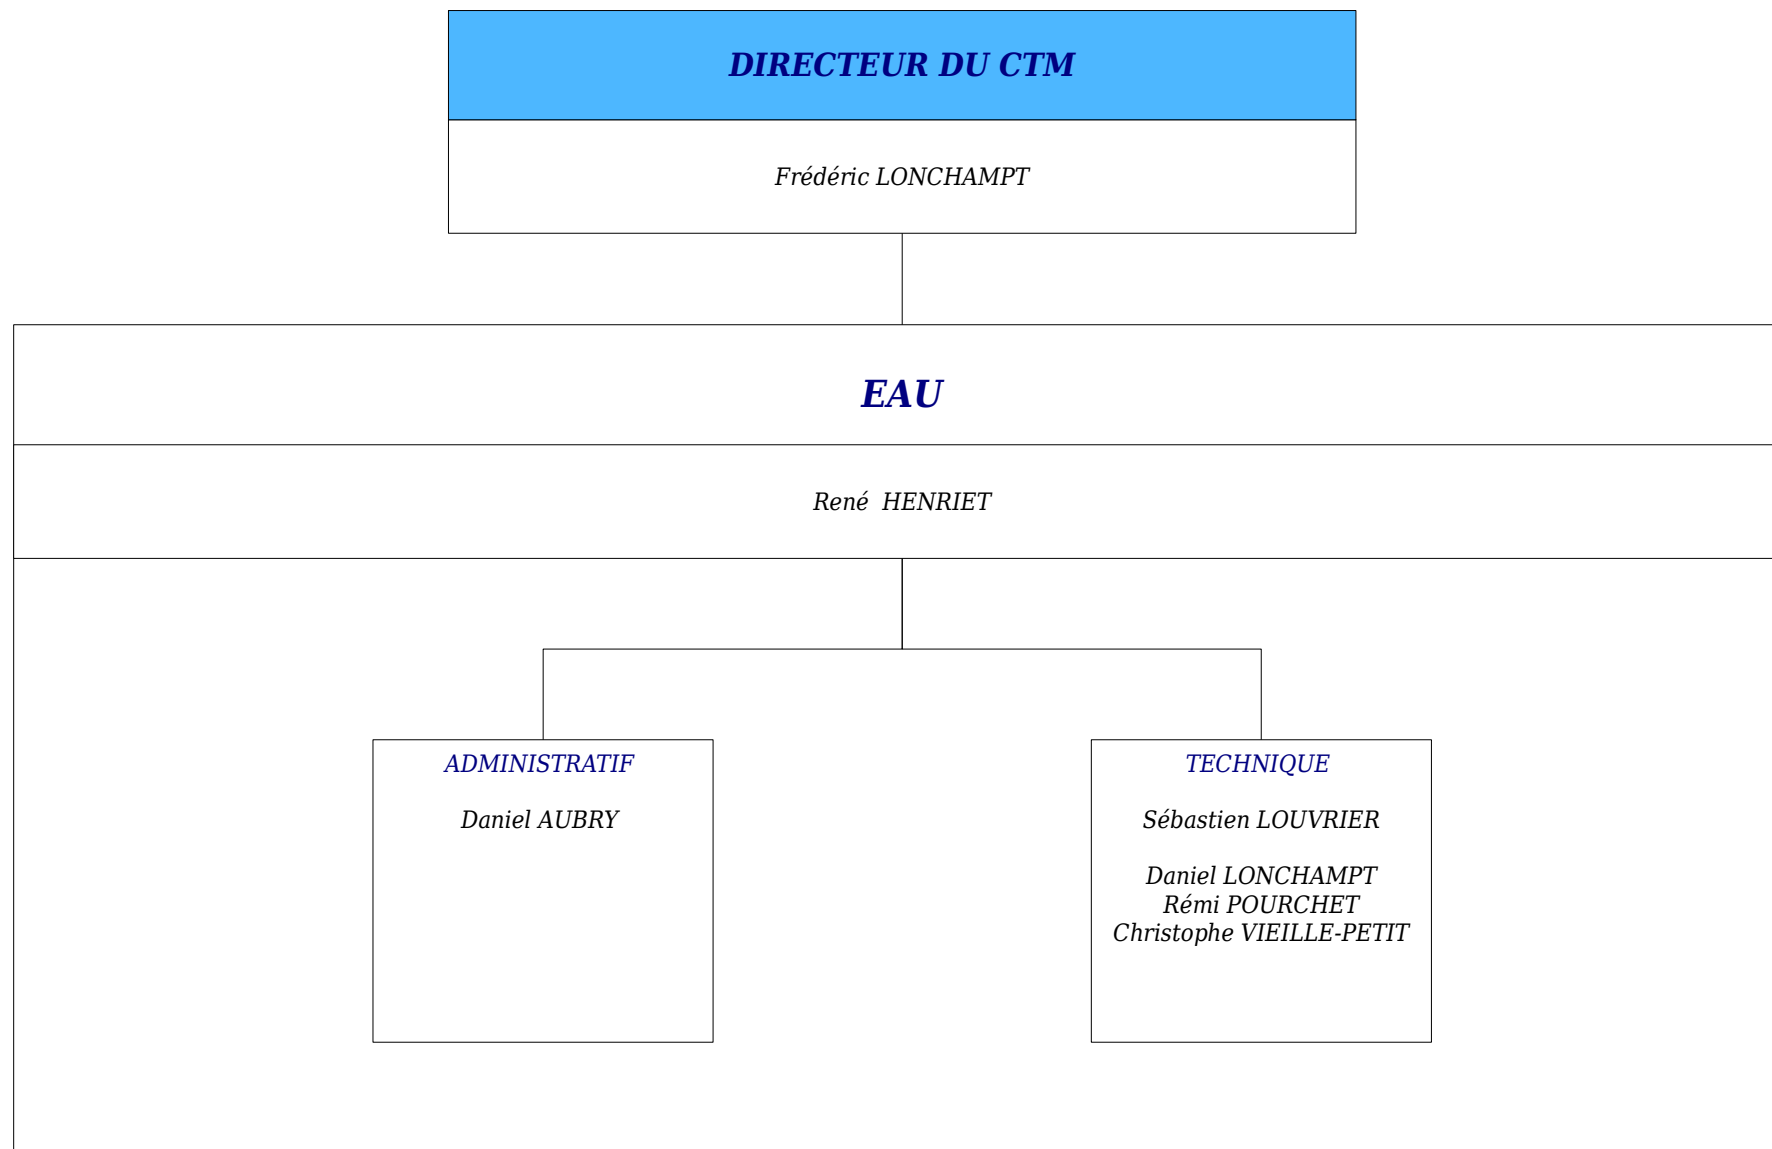 DIRECTEUR DU CTM
Frédéric LONCHAMPT
EAU
René  HENRIET
ADMINISTRATIF
Daniel AUBRY
TECHNIQUE
Sébastien LOUVRIER
Daniel LONCHAMPT
Rémi POURCHET
Christophe VIEILLE-PETIT